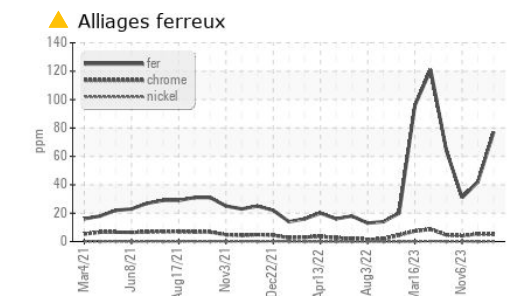 Alliages ferreux
140
120
100
80
60
40
20
0
ppm
fer
chrome
nickel
Mar4/21
Jun8/21
Aug17/21
Nov3/21
Dec22/21
Apr13/22
Aug3/22
Mar16/23
Nov6/23